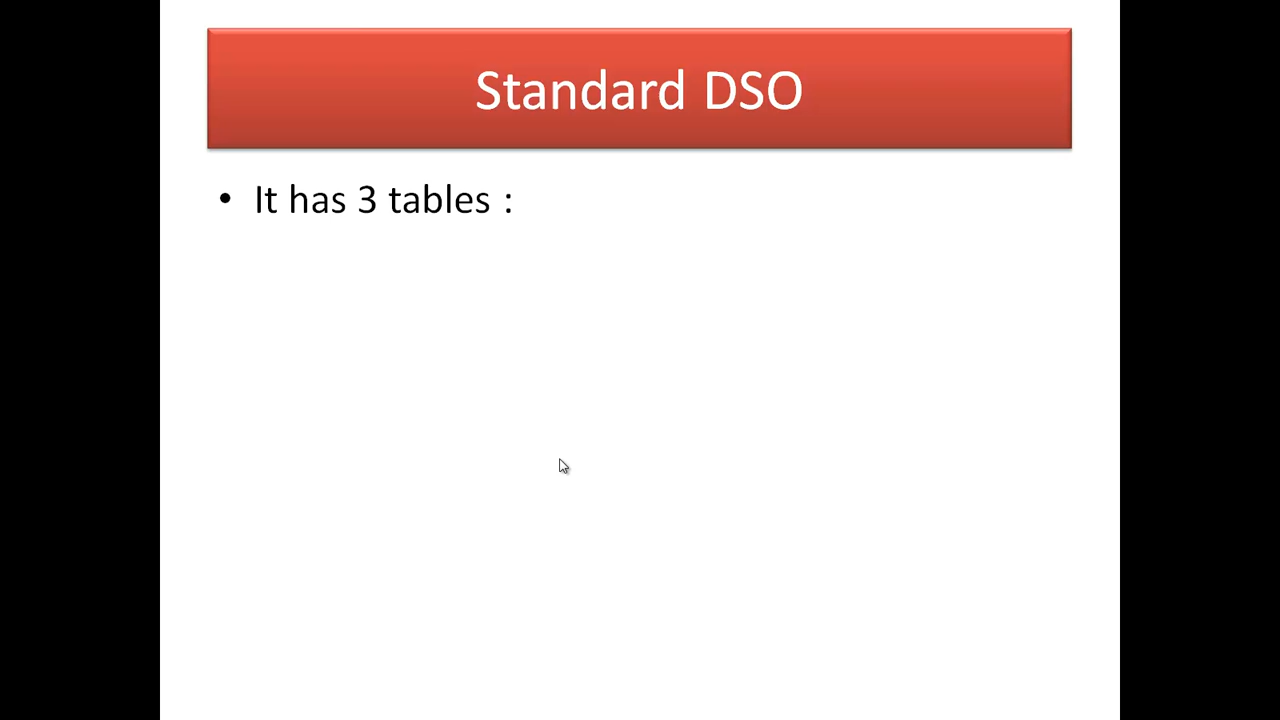 Standard DSO
• It has 3 tables :